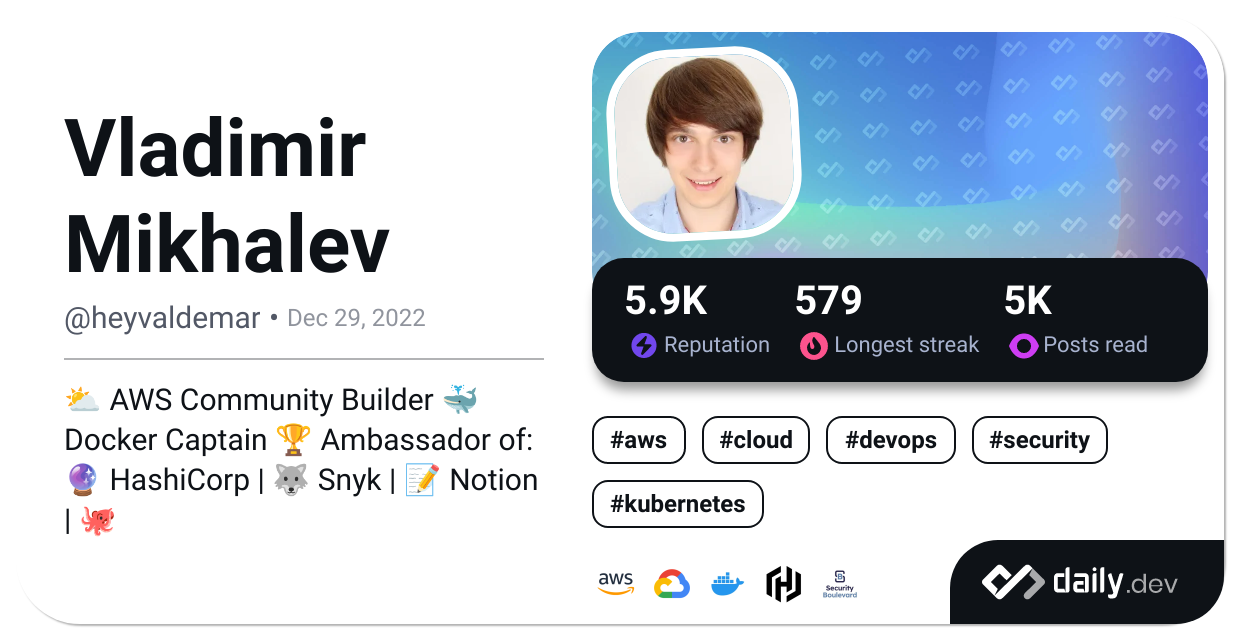 Vladimir
Mikhalev
@heyvaldemar • Dec 29, 2022
⛅ AWS Community Builder 🐳
Docker Captain 🏆 Ambassador of:
🔮 HashiCorp | 🐺 Snyk | 📝 Notion
| 🐙
5.9K 579 5K
Reputation Longest streak Posts read
#aws #cloud #devops #security
#kubernetes
aws
Security
Boulevard
daily.dev